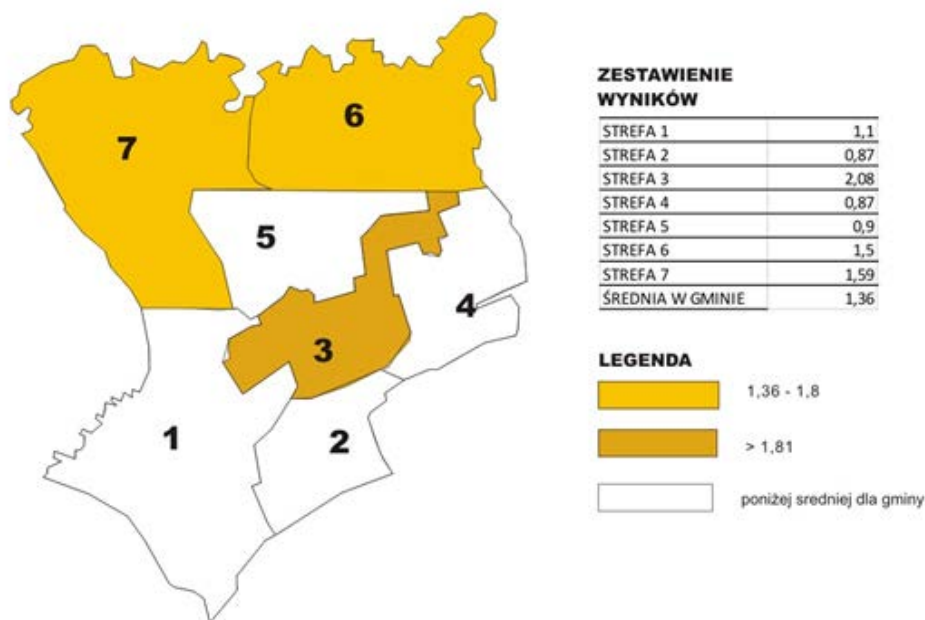 7
6
5
4
3
1
2
ZESTAWIENIE
WYNIKÓW
STREFA 1 1,1
STREFA 2 0,87
STREFA 3 2,08
STREFA 4 0,87
STREFA 5 0,9
STREFA 6 1,5
STREFA 7 1,59
ŚREDNIA W GMINIE 1,36
LEGENDA
1,36 - 1,8
> 1,81
poniżej sredniej dla gminy